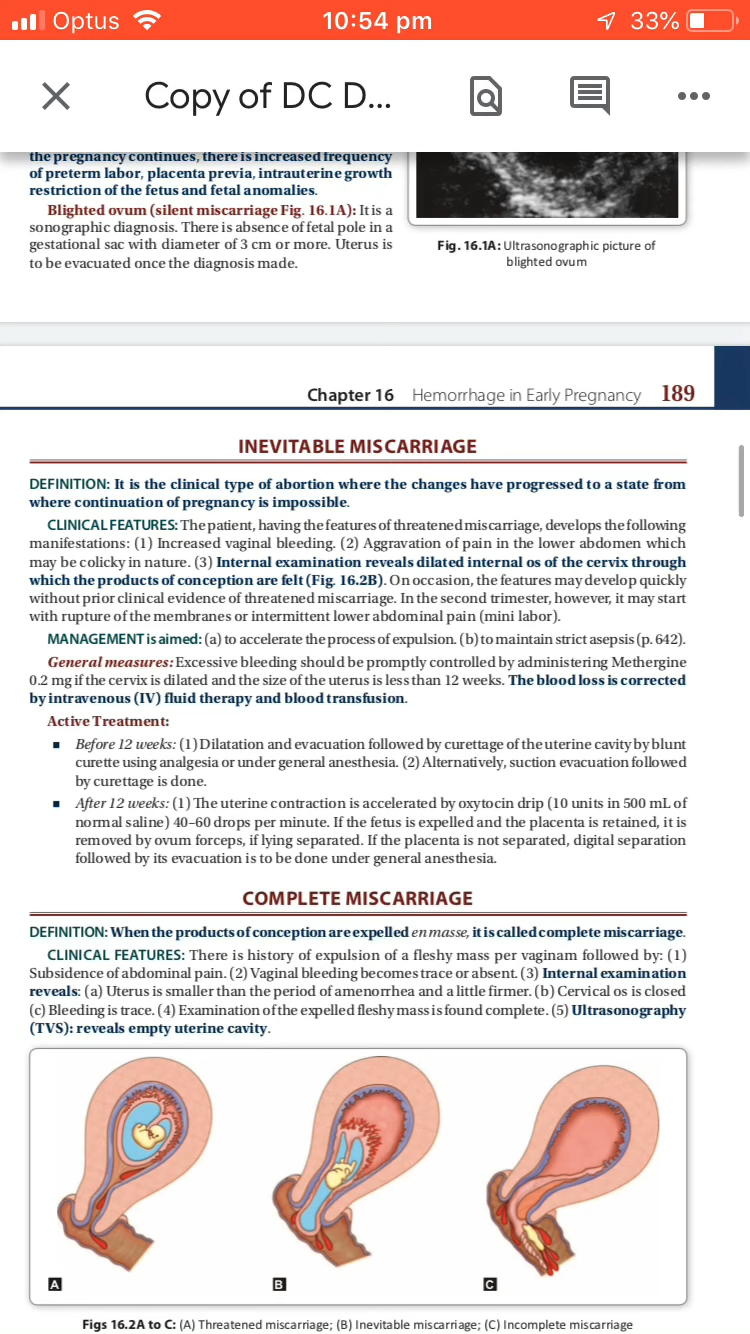 Optus 10:54 pm 33%
Copy of DC D...
the pregnancy continues, there is increased frequency
of preterm labor, placenta previa, intrauterine growth
restriction of the fetus and fetal anomalies.
Blighted ovum (silent miscarriage Fig. 16.1A): It is a
sonographic diagnosis. There is absence of fetal pole in a
gestational sac with diameter of 3 cm or more. Uterus is
to be evacuated once the diagnosis made.
Fig. 16.1A: Ultrasonographic picture of
blighted ovum
Chapter 16 Hemorrhage in Early Pregnancy 189
INEVITABLE MISCARRIAGE
DEFINITION: It is the clinical type of abortion where the changes have progressed to a state from
where continuation of pregnancy is impossible.
CLINICAL FEATURES: The patient, having the features of threatened miscarriage, develops the following
manifestations: (1) Increased vaginal bleeding. (2) Aggravation of pain in the lower abdomen which
may be colicky in nature. (3) Internal examination reveals dilated internal os of the cervix through
which the products of conception are felt (Fig. 16.2B). On occasion, the features may develop quickly
without prior clinical evidence of threatened miscarriage. In the second trimester, however, it may start
with rupture of the membranes or intermittent lower abdominal pain (mini labor).
MANAGEMENT is aimed: (a) to accelerate the process of expulsion. (b) to maintain strict asepsis (p. 642).
General measures: Excessive bleeding should be promptly controlled by administering Methergine
0.2 mg if the cervix is dilated and the size of the uterus is less than 12 weeks. The blood loss is corrected
by intravenous (IV) fluid therapy and blood transfusion.
Active Treatment:
▪ Before 12 weeks: (1) Dilatation and evacuation followed by curettage of the uterine cavity by blunt
curette using analgesia or under general anesthesia. (2) Alternatively, suction evacuation followed
by curettage is done.
▪ After 12 weeks: (1) The uterine contraction is accelerated by oxytocin drip (10 units in 500 mL of
normal saline) 40–60 drops per minute. If the fetus is expelled and the placenta is retained, it is
removed by ovum forceps, if lying separated. If the placenta is not separated, digital separation
followed by its evacuation is to be done under general anesthesia.
COMPLETE MISCARRIAGE
DEFINITION: When the products of conception are expelled en masse, it is called complete miscarriage.
CLINICAL FEATURES: There is history of expulsion of a fleshy mass per vaginam followed by: (1)
Subsidence of abdominal pain. (2) Vaginal bleeding becomes trace or absent. (3) Internal examination
reveals: (a) Uterus is smaller than the period of amenorrhea and a little firmer. (b) Cervical os is closed
(c) Bleeding is trace. (4) Examination of the expelled fleshy mass is found complete. (5) Ultrasonography
(TVS): reveals empty uterine cavity.
A B C
Figs 16.2A to C: (A) Threatened miscarriage; (B) Inevitable miscarriage; (C) Incomplete miscarriage